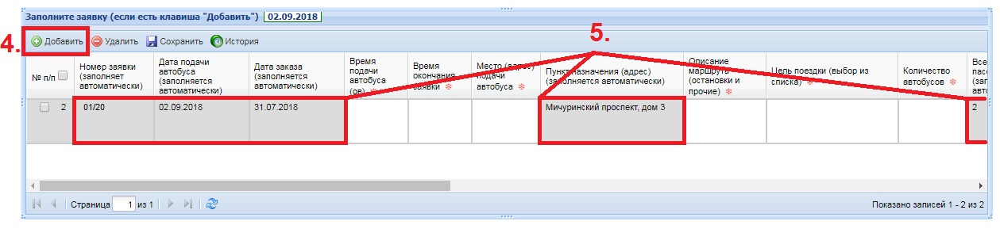 Заполните заявку (если есть клавиша "Добавить") 02.09.2018
4. Добавить Удалить Сохранить История
5.
№ п/п
Номер заявки
(заполняет
автоматически)
Дата подачи
автобуса
(заполняется
автоматически)
Дата заказа
(заполняется
автоматически)
Время
подачи
автобуса
(ов)
Время
окончания
заявки
Место (адрес)
подачи
автобуса
Пункт назначения (адрес)
(заполняется автоматически)
Описание
маршрута
(остановки и
прочие)
Цель поездки (выбор из
списка)
Количество
автобусов
Все
пасс
(зап
авто
2 01/20 02.09.2018 31.07.2018 Мичуринский проспект, дом 3 2
Страница 1 из 1 Показано записей 1 - 2 из 2